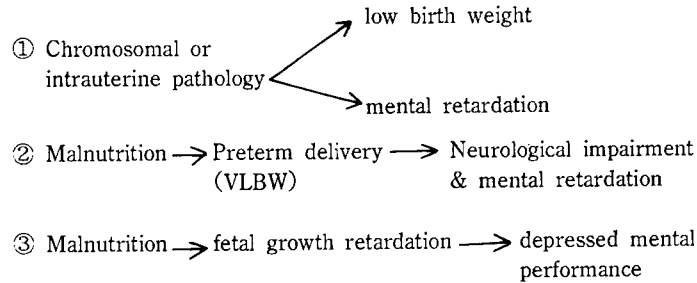 low birth weight
① Chromosomal or
intrauterine pathology
mental retardation
② Malnutrition → Preterm delivery → Neurological impairment
(VLBW) & mental retardation
③ Malnutrition → fetal growth retardation → depressed mental
performance